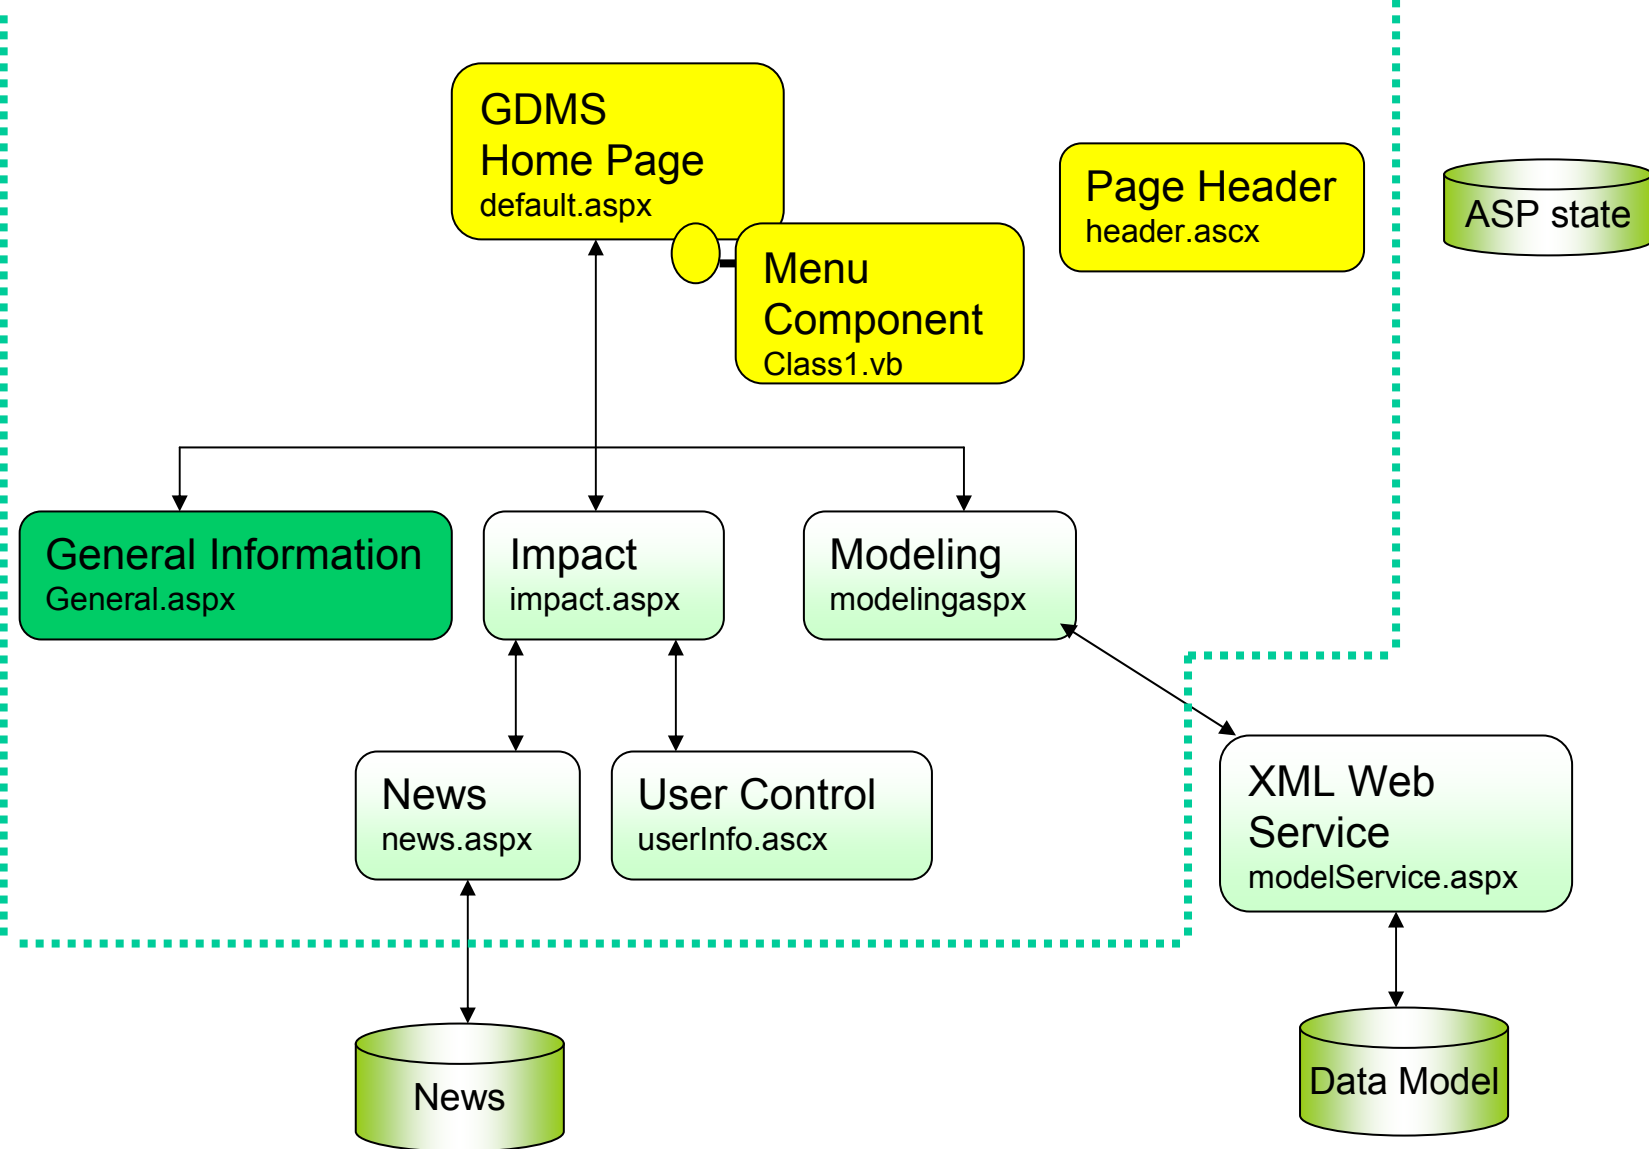 GDMS
Home Page
default.aspx
Page Header
header.ascx
ASP state
Menu
Component
Class1.vb
General Information
General.aspx
Impact
impact.aspx
Modeling
modelingaspx
News
news.aspx
User Control
userInfo.ascx
XML Web
Service
modelService.aspx
News
Data Model